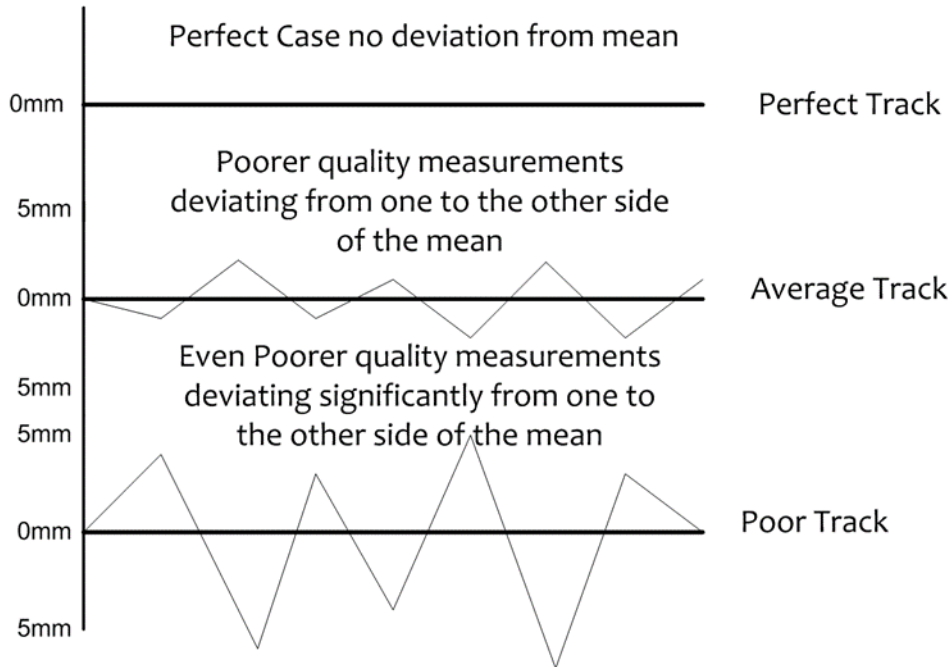 Perfect Case no deviation from mean
0mm
Perfect Track
Poorer quality measurements
deviating from one to the other side
of the mean
5mm
0mm
Average Track
Even Poorer quality measurements
deviating significantly from one to
the other side of the mean
5mm
5mm
0mm
Poor Track
5mm